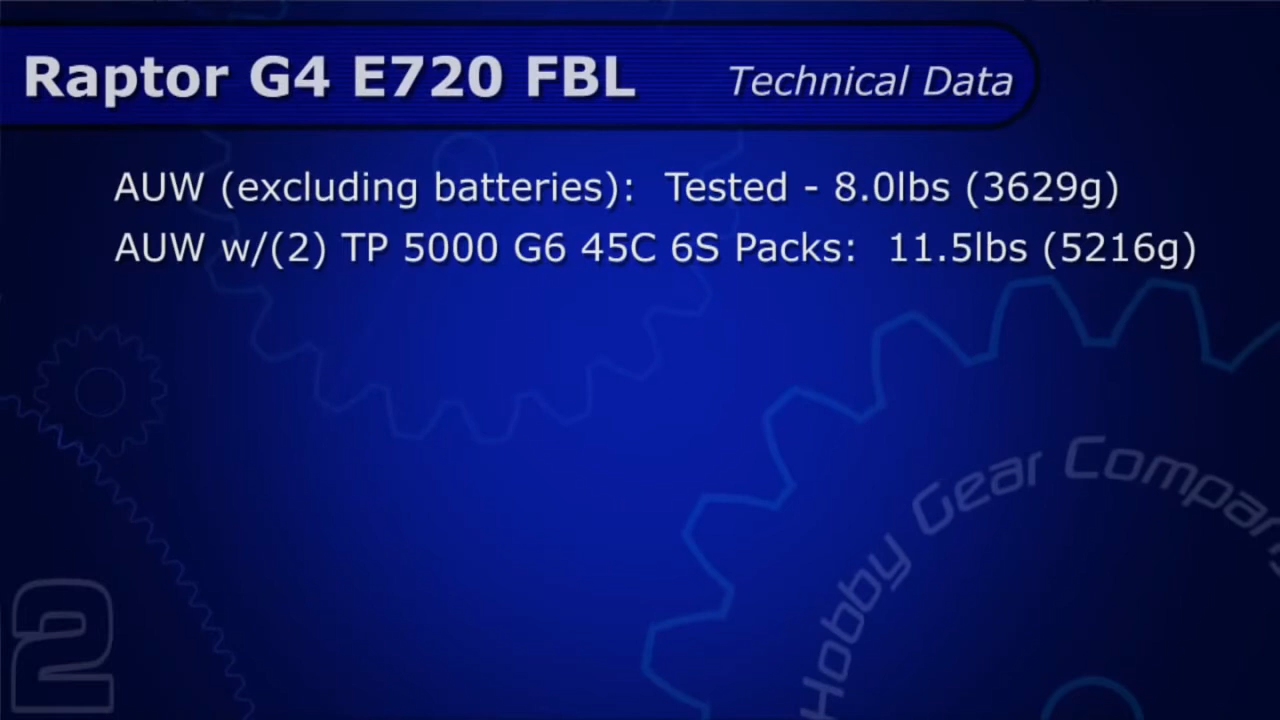 Raptor G4 E720 FBL Technical Data
AUW (excluding batteries): Tested - 8.0lbs (3629g)
AUW w/(2) TP 5000 G6 45C 6S Packs: 11.5lbs (5216g)
Hobby Gear Company
2